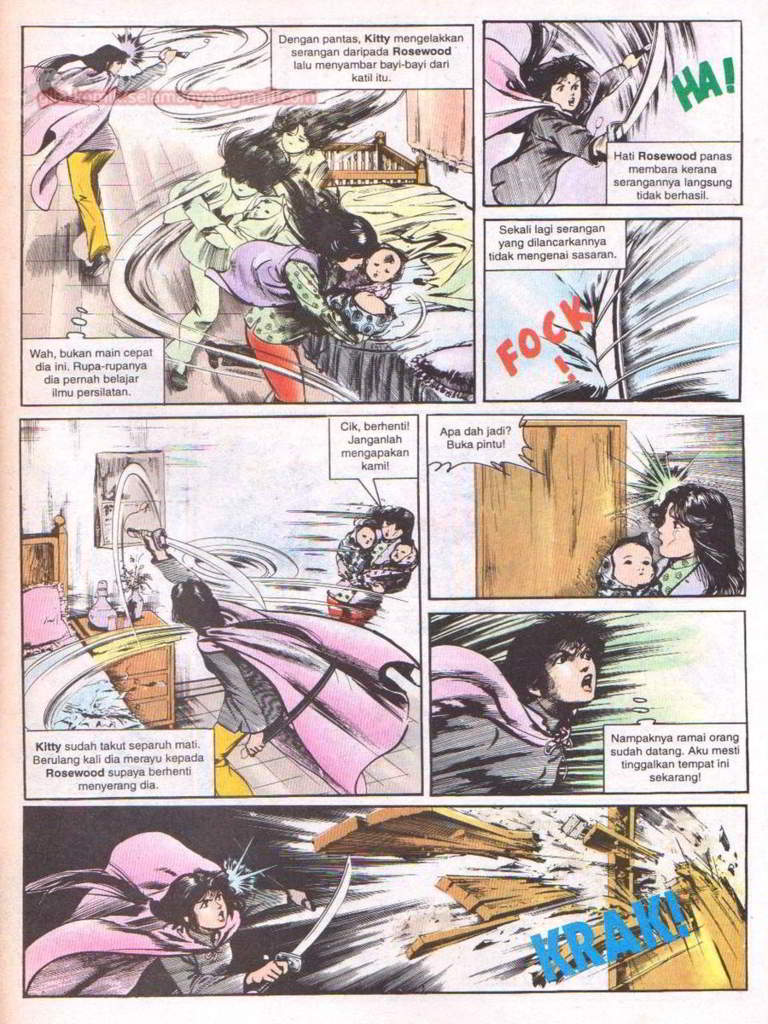 Dengan pantas, Kitty mengelakkan
serangan daripada Rosewood
lalu menyambar bayi-bayi dari
katil itu.
Wah, bukan main cepat
dia ini. Rupa-rupanya
dia pernah belajar
ilmu persilatan.
HA!
Hati Rosewood panas
membara kerana
serangannya langsung
tidak berhasil.
Sekali lagi serangan
yang dilancarkannya
tidak mengenai sasaran.
FOCK!
Cik, berhenti!
Janganlah
mengapakan
kami!
Kitty sudah takut separuh mati.
Berulang kali dia merayu kepada
Rosewood supaya berhenti
menyerang dia.
Apa dah jadi?
Buka pintu!
Nampaknya ramai orang
sudah datang. Aku mesti
tinggalkan tempat ini
sekarang!
KRAK!